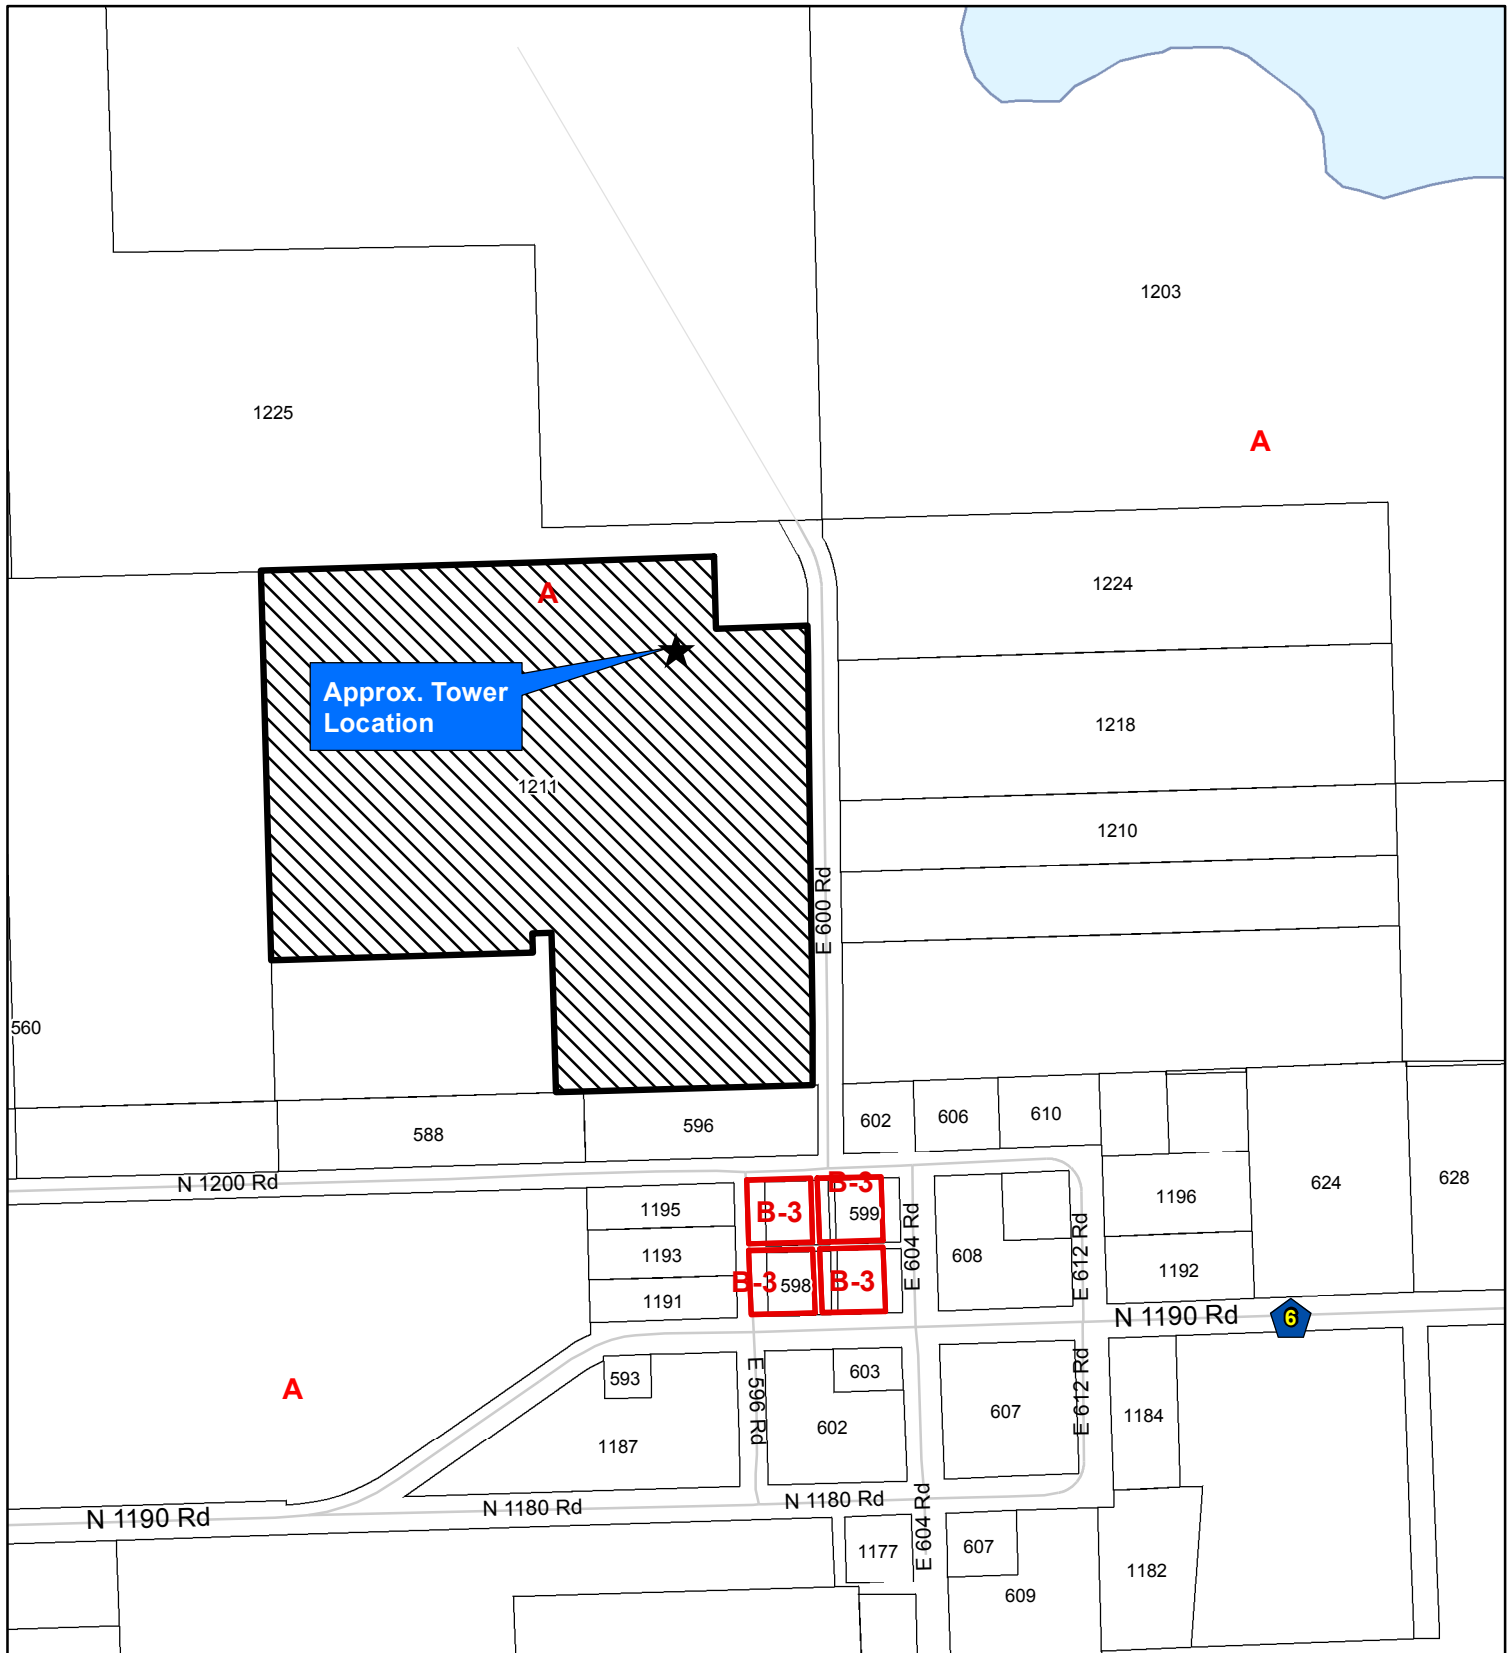 1203
1225
A
1224
A
Approx. Tower
Location
1218
1211
1210
E 600 Rd
560
602
606
610
588
596
N 1200 Rd
B-3
B-3
599
1195
1196
624
628
E 604 Rd
E 612 Rd
1193
608
B-3
598
B-3
1192
1191
N 1190 Rd
6
A
593
E 596 Rd
603
E 612 Rd
602
607
1184
1187
N 1190 Rd
N 1180 Rd
N 1180 Rd
E 604 Rd
1177
607
1182
609